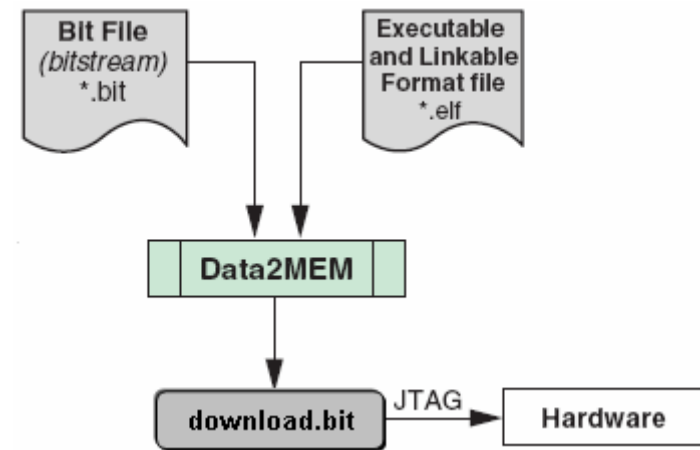 Bit File
(bitstream)
*.bit
Executable
and Linkable
Format file
*.elf
Data2MEM
download.bit
JTAG
Hardware